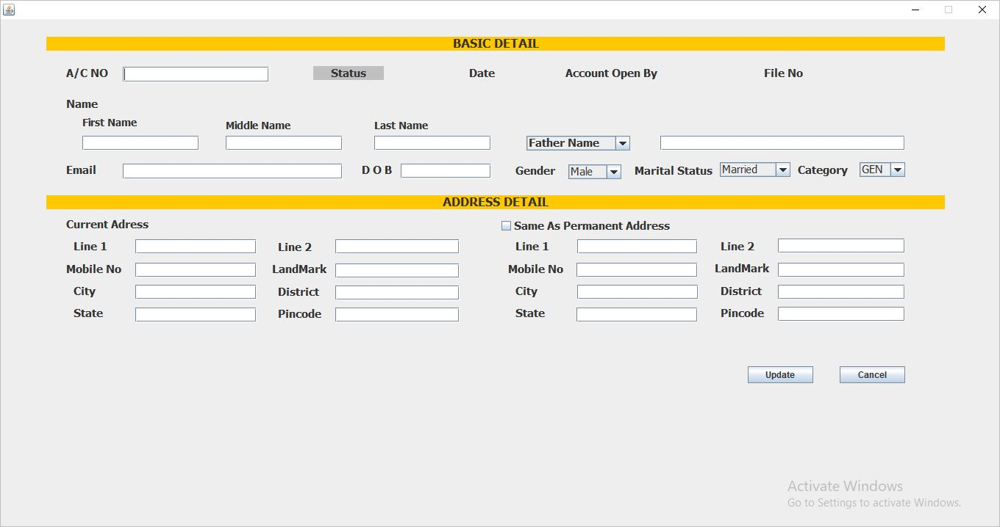 BASIC DETAIL
A/C NO Status Date Account Open By File No
Name
First Name Middle Name Last Name
Father Name
Email D O B Gender Male Marital Status Married Category GEN
ADDRESS DETAIL
Current Adress Same As Permanent Address
Line 1 Line 2 Line 1 Line 2
Mobile No LandMark Mobile No LandMark
City District City District
State Pincode State Pincode
Update Cancel
Activate Windows
Go to Settings to activate Windows.